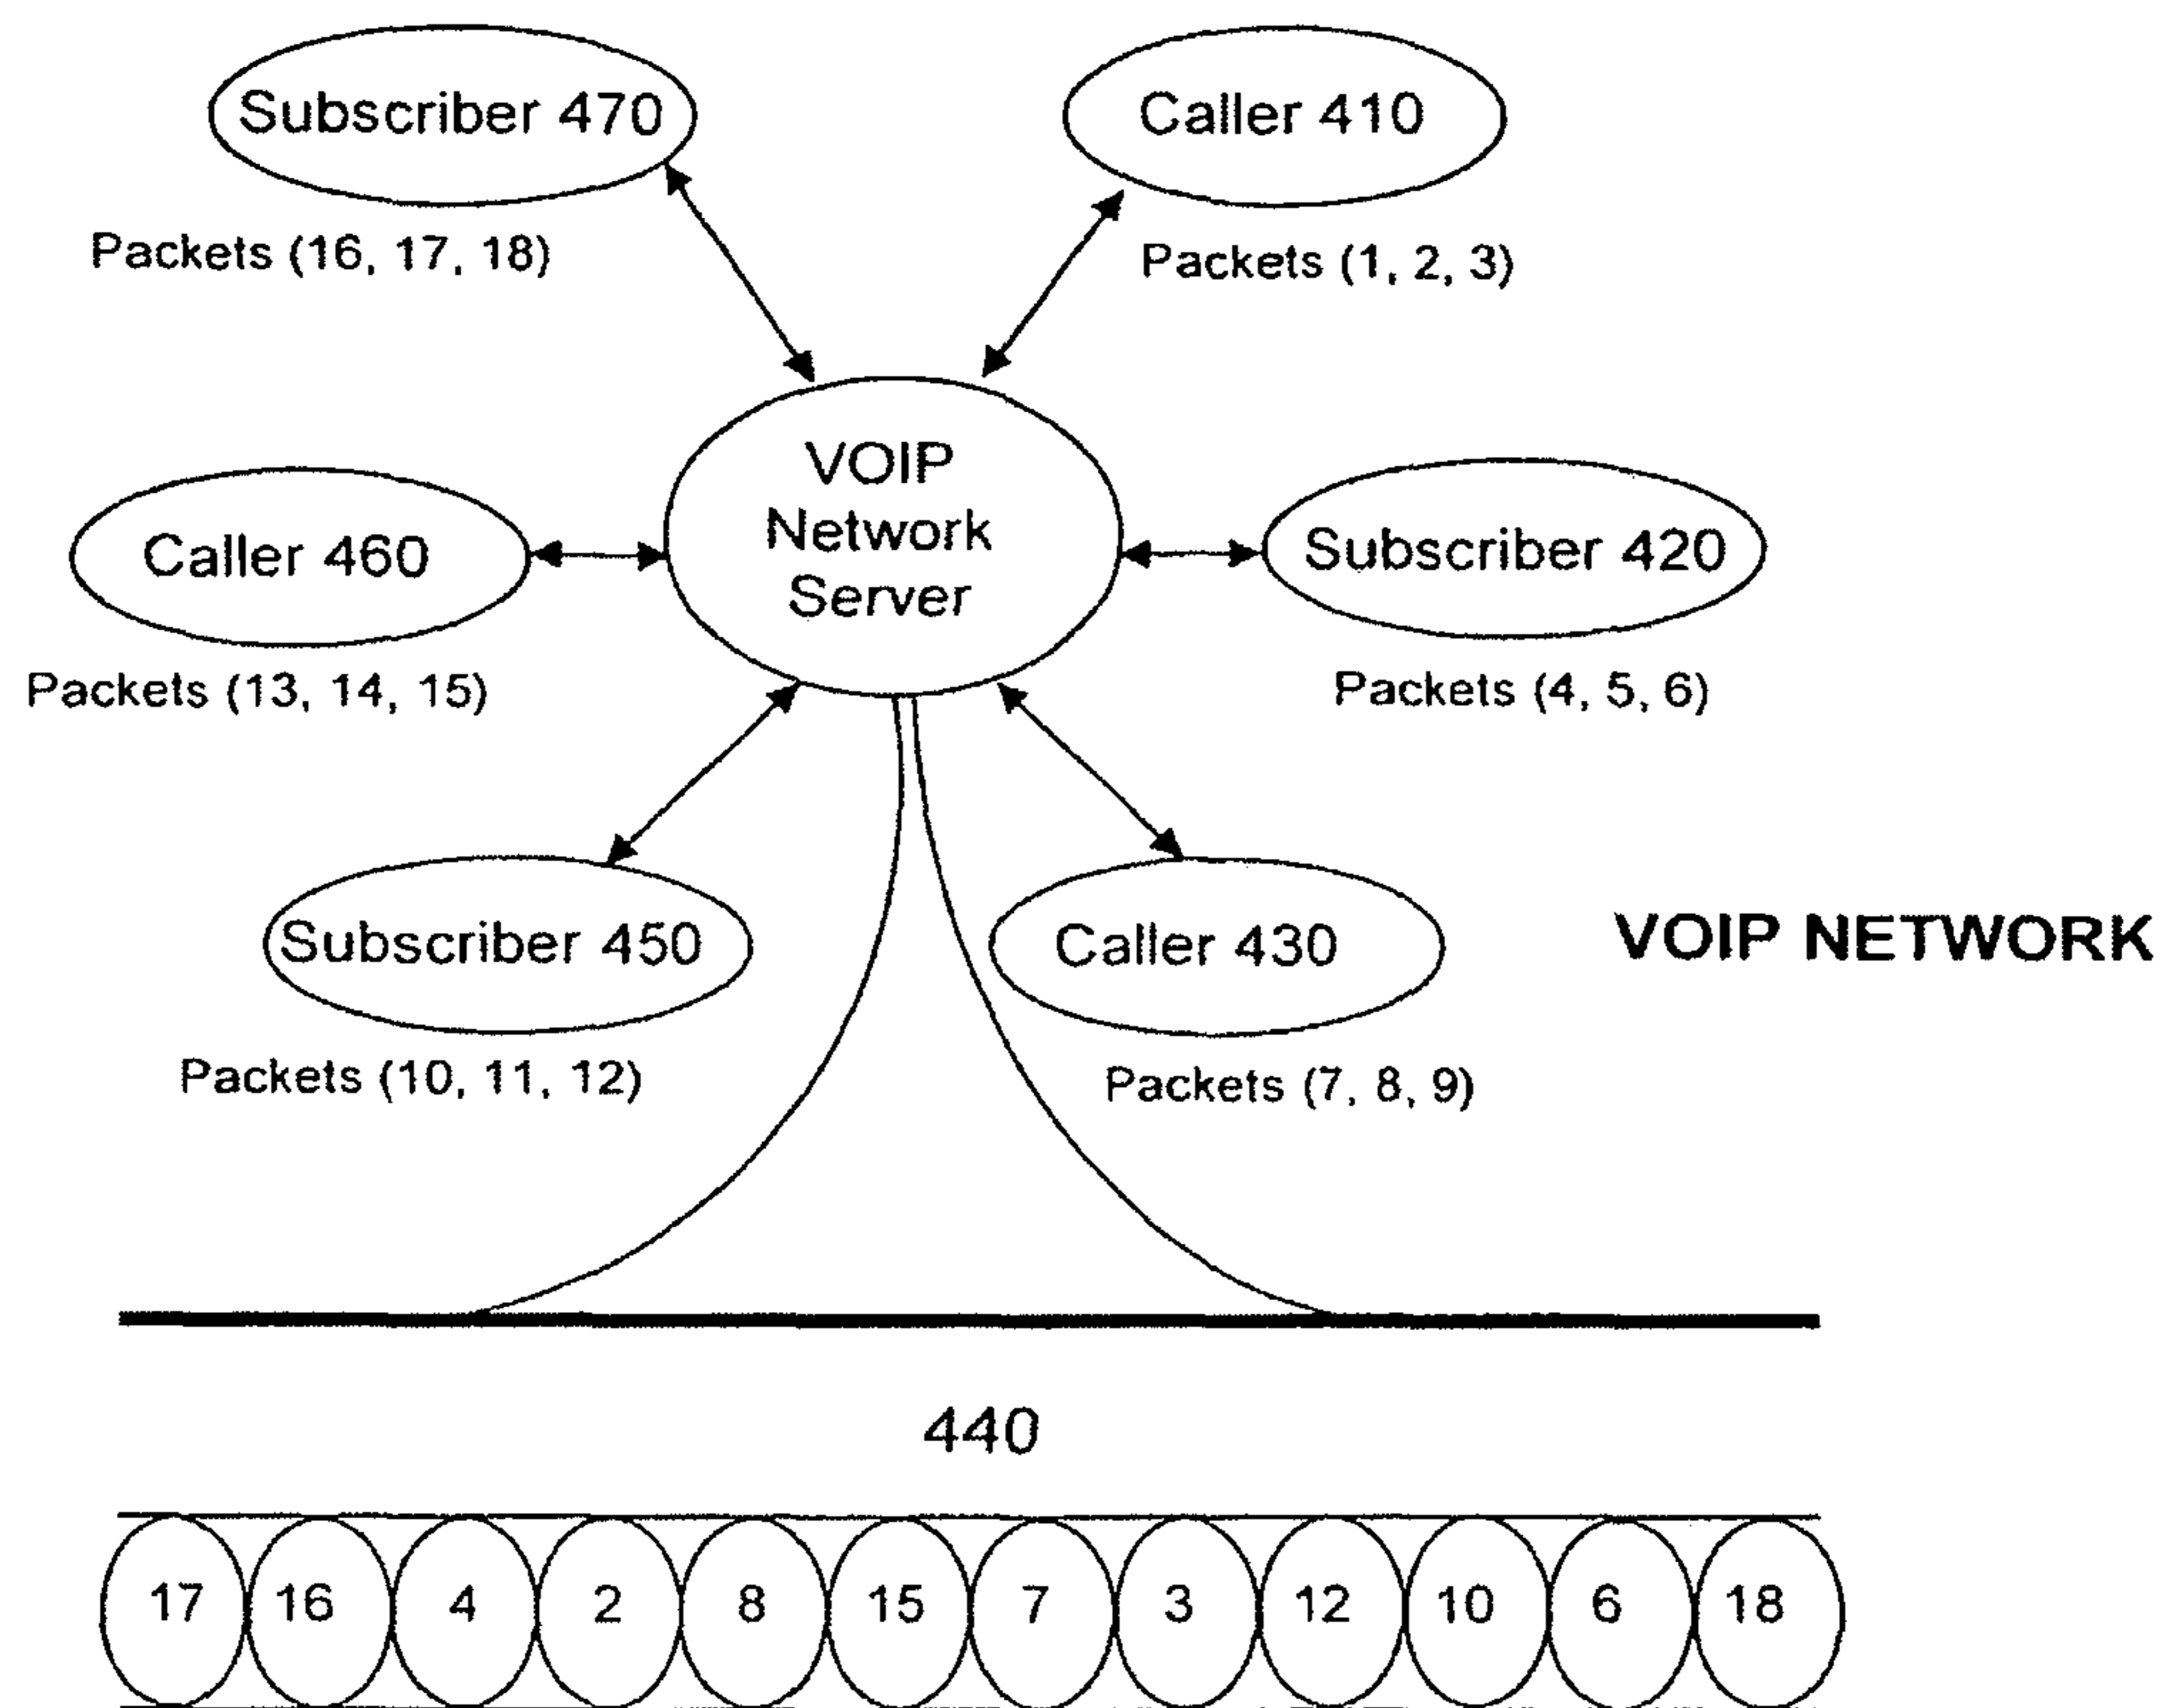 Subscriber 470
Caller 410
Packets (16, 17, 18)
Packets (1, 2, 3)
VOIP
Network
Server
Caller 460
Subscriber 420
Packets (13, 14, 15)
Packets (4, 5, 6)
Subscriber 450
Caller 430
VOIP NETWORK
Packets (10, 11, 12)
Packets (7, 8, 9)
440
17 16 4 2 8 15 7 3 12 10 6 18